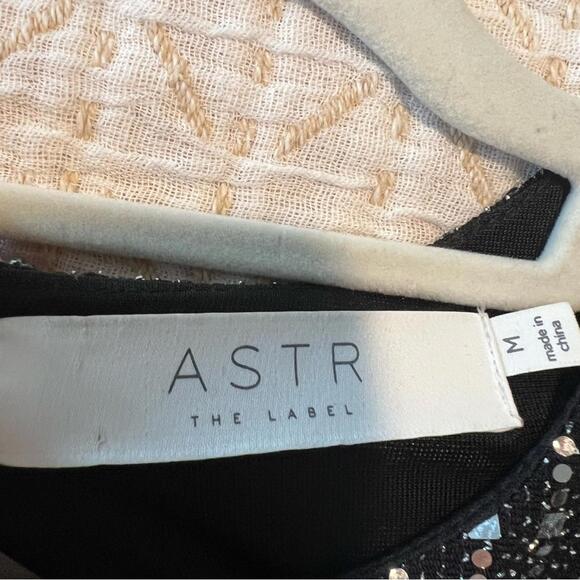 ASTR
THE LABEL
M
made in
china